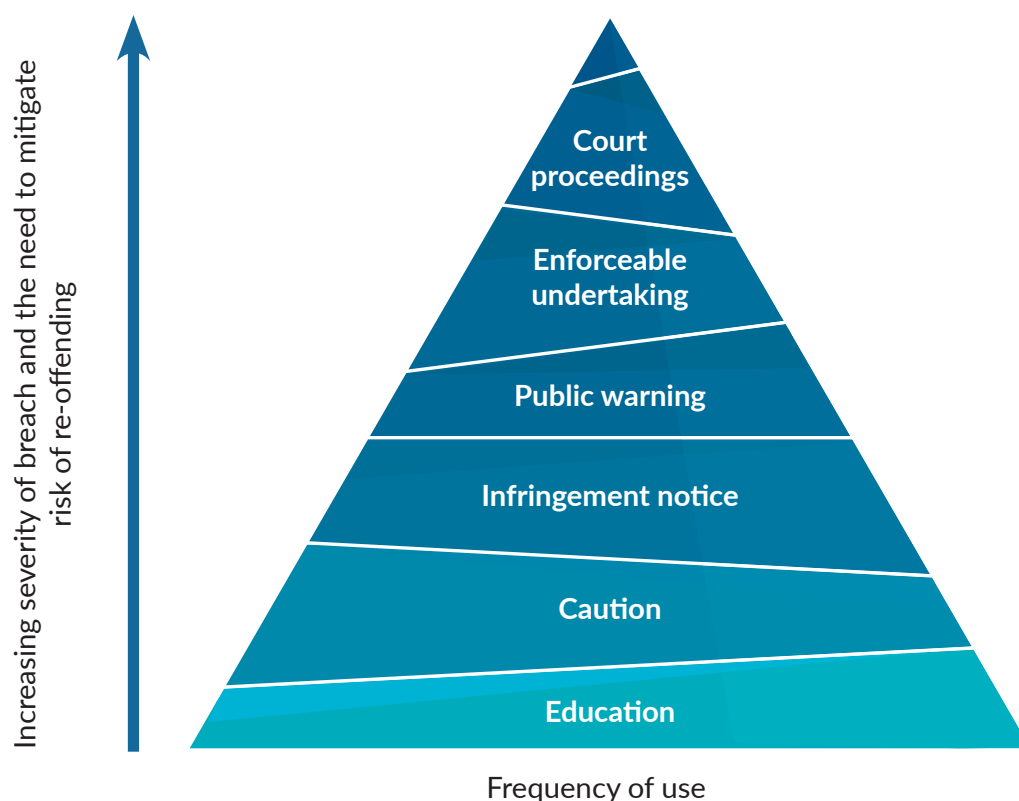 Increasing severity of breach and the need to mitigate
risk of re-offending
Court
proceedings
Enforceable
undertaking
Public warning
Infringement notice
Caution
Education
Frequency of use